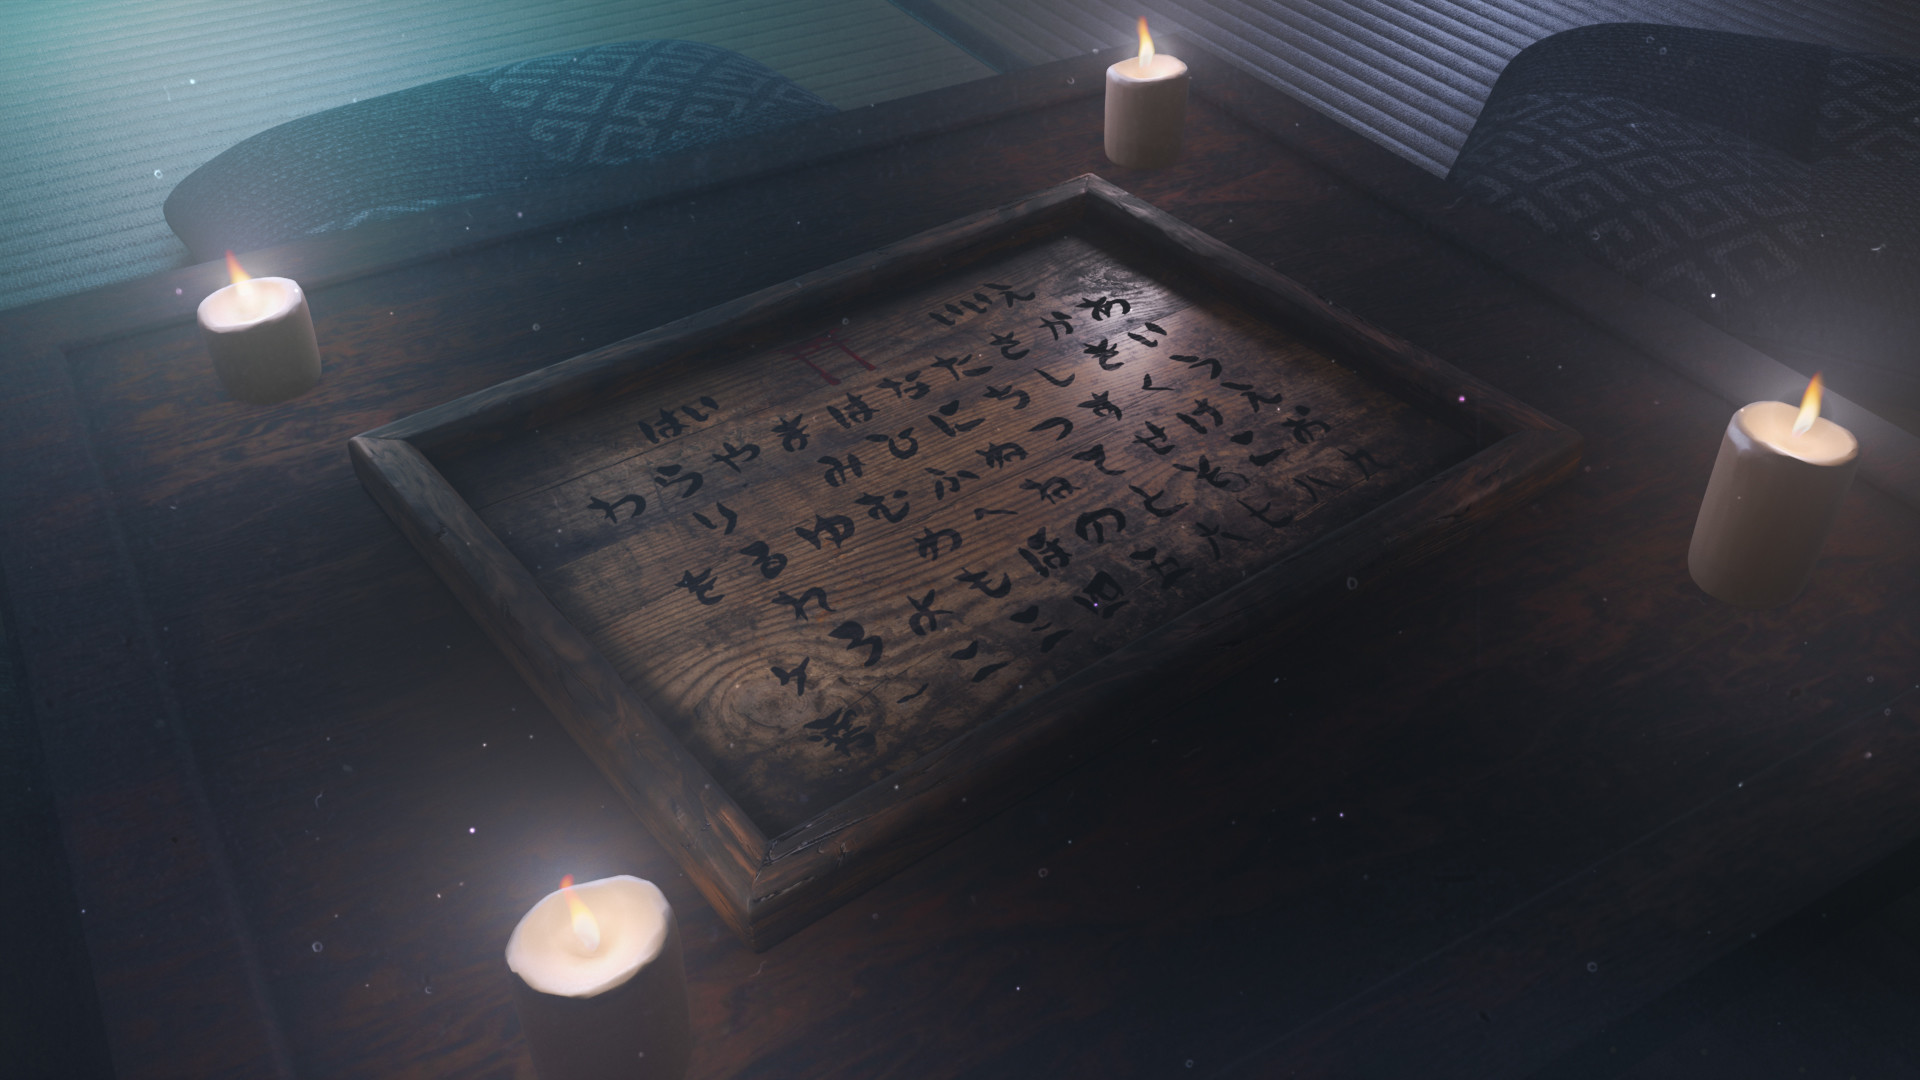 はい いいえ
あいうえお
かきくけこ
さしすせそ
たちつてと
なにぬねの
はひふへほ
まみむめも
やゆよ
らりるれろ
わをん
零一二三四五六七八九